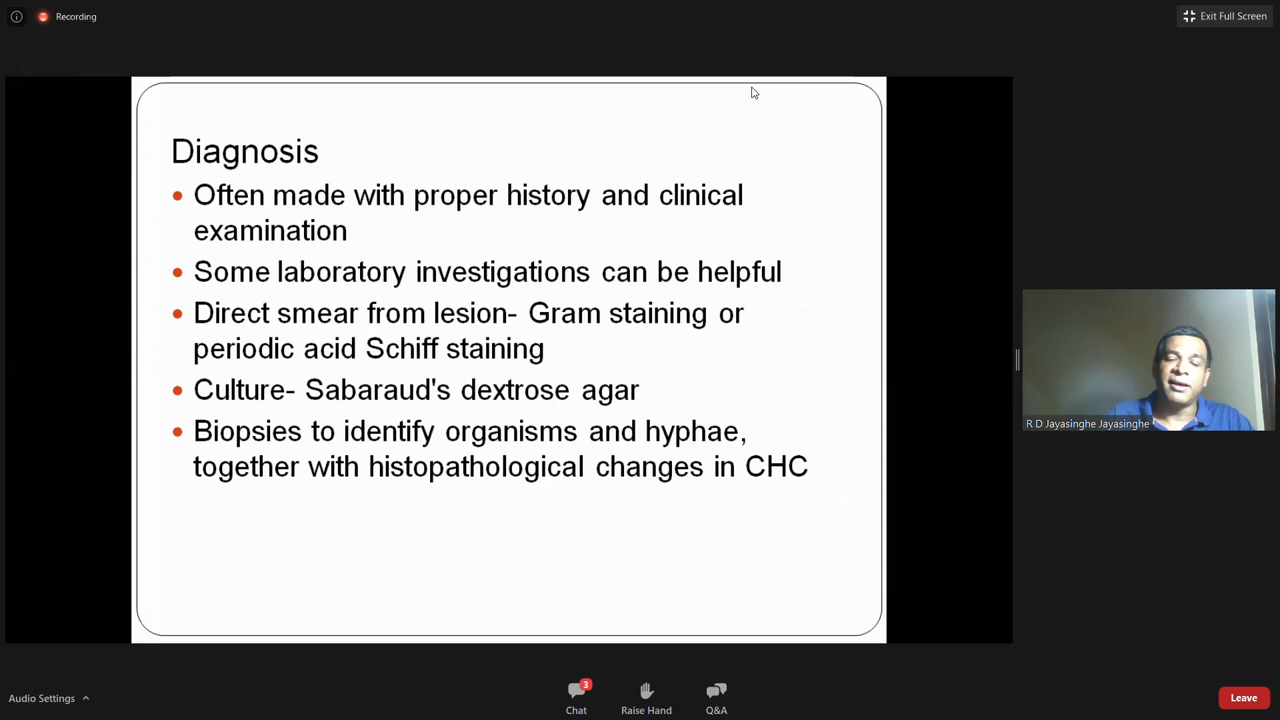 Recording
Exit Full Screen
Diagnosis
Often made with proper history and clinical
examination
Some laboratory investigations can be helpful
Direct smear from lesion- Gram staining or
periodic acid Schiff staining
Culture- Sabaraud's dextrose agar
Biopsies to identify organisms and hyphae,
together with histopathological changes in CHC
R D Jayasinghe Jayasinghe
Audio Settings
3
Chat
Raise Hand
Q&A
Leave